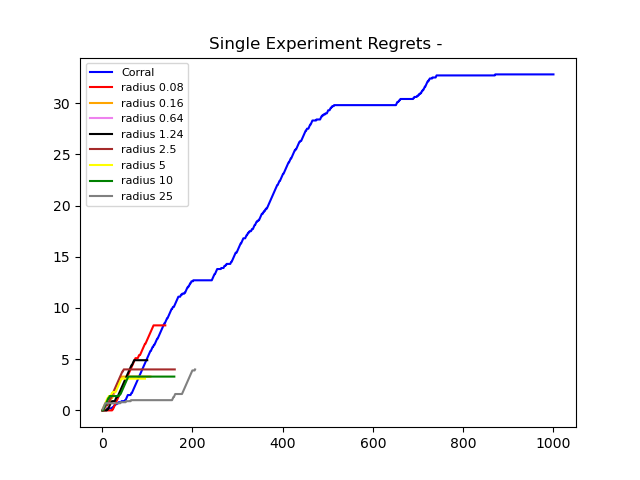 Single Experiment Regrets -
Corral
radius 0.08
radius 0.16
radius 0.64
radius 1.24
radius 2.5
radius 5
radius 10
radius 25
30
25
20
15
10
5
0
0 200 400 600 800 1000